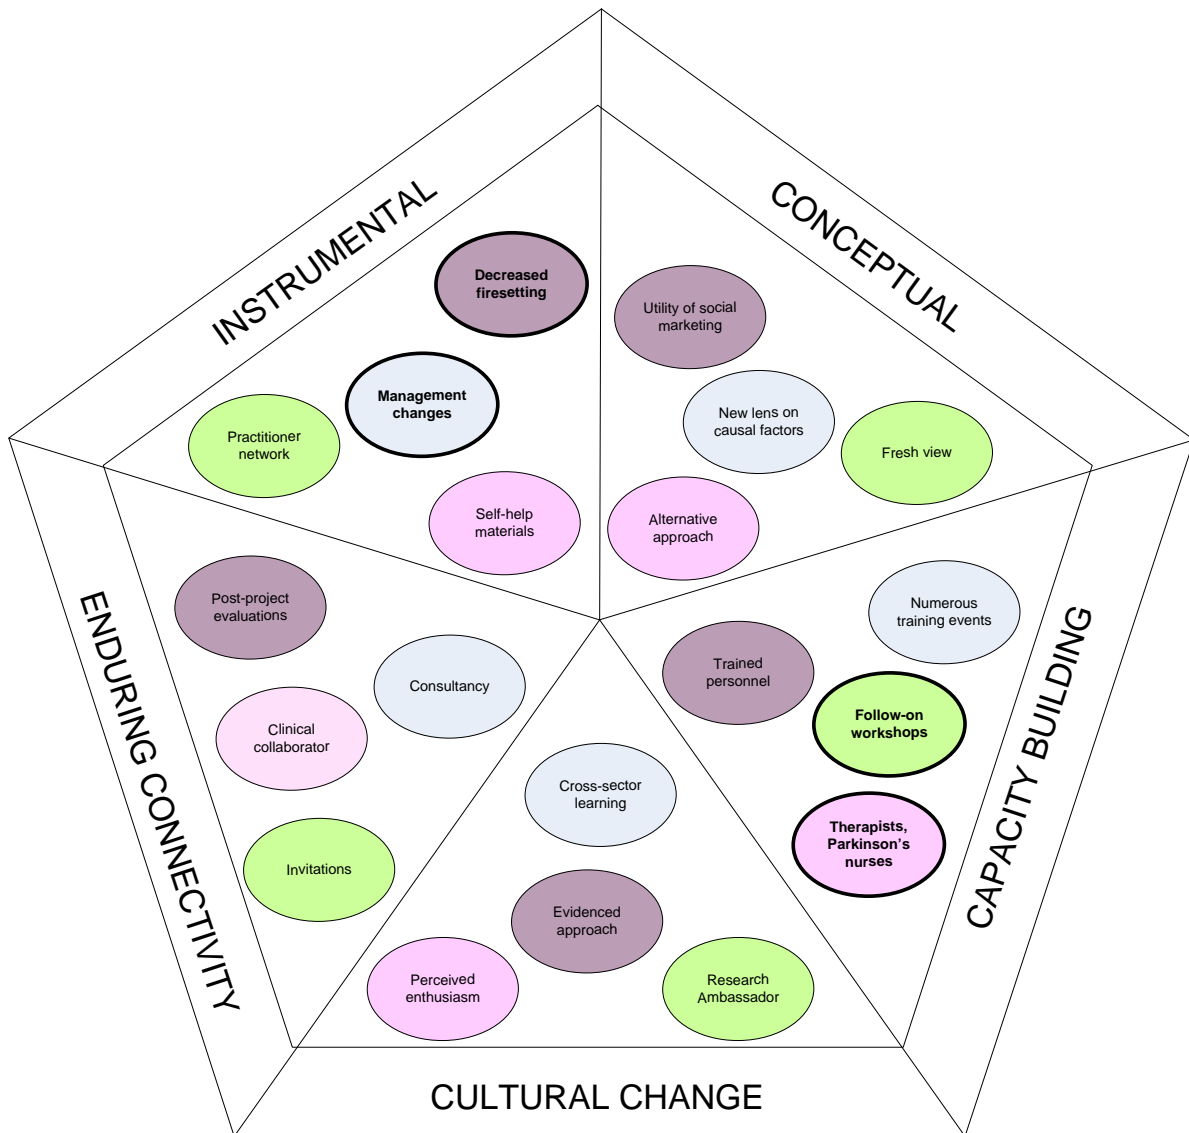 INSTRUMENTAL
CONCEPTUAL
Decreased
firesetting
Utility of social
marketing
Management
changes
New lens on
causal factors
Practitioner
network
Fresh view
Self-help
materials
Alternative
approach
ENDURING CONNECTIVITY
Post-project
evaluations
Consultancy
Clinical
collaborator
Invitations
CAPACITY BUILDING
Numerous
training events
Trained
personnel
Follow-on
workshops
Therapists,
Parkinson's
nurses
Cross-sector
learning
Evidenced
approach
Perceived
enthusiasm
Research
Ambassador
CULTURAL CHANGE